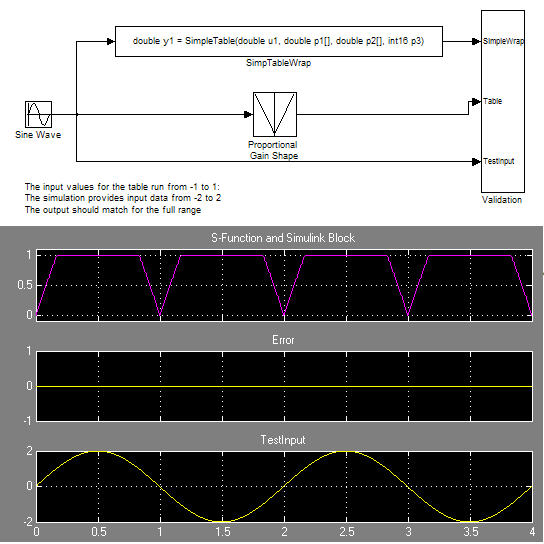 double y1 = SimpleTable(double u1, double p1[], double p2[], int16 p3)
SimpTableWrap
SimpleWrap
Table
TestInput
Validation
Sine Wave
Proportional
Gain Shape
The input values for the table run from -1 to 1:
The simulation provides input data from -2 to 2
The output should match for the full range
S-Function and Simulink Block
1
0.5
0
Error
1
0
-1
TestInput
2
0
-2
0 0.5 1 1.5 2 2.5 3 3.5 4